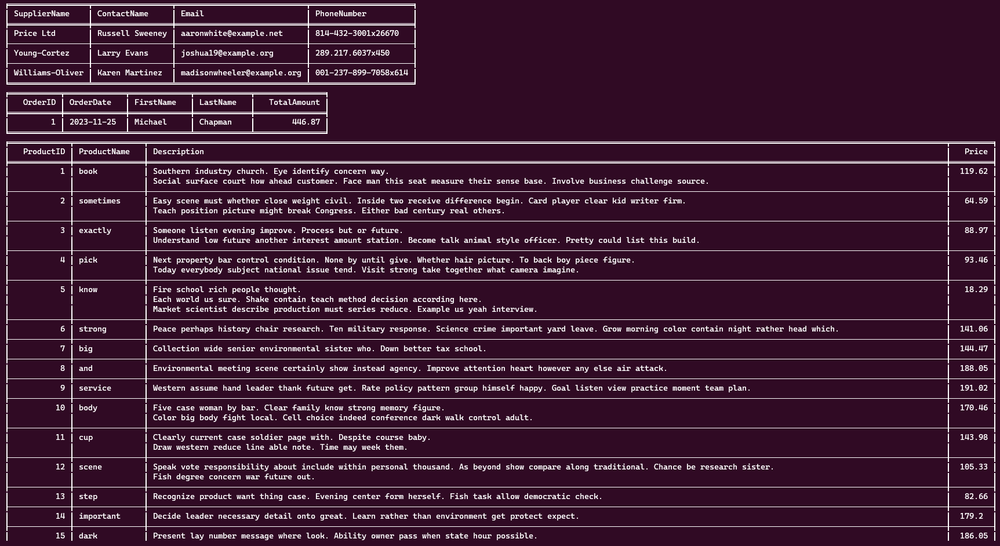 SupplierName ContactName Email PhoneNumber
Price Ltd Russell Sweeney aaronwhite@example.net 814-432-3001x26670
Young-Cortez Larry Evans joshua19@example.org 289.217.6037x450
Williams-Oliver Karen Martinez madisonwheeler@example.org 001-237-899-7058x614
OrderID OrderDate FirstName LastName TotalAmount
1 2023-11-25 Michael Chapman 446.87
ProductID ProductName Description Price
1 book Southern industry church. Eye identify concern way. 119.62
Social surface court how ahead customer. Face man this seat measure their sense base. Involve business challenge source.
2 sometimes Easy scene must whether close weight civil. Inside two receive difference begin. Card player clear kid writer firm. 64.59
Teach position picture might break Congress. Either bad century real others.
3 exactly Someone listen evening improve. Process but or future. 88.97
Understand low future another interest amount station. Become talk animal style officer. Pretty could list this build.
4 pick Next property bar control condition. None by until give. Whether hair picture. To back boy piece figure. 93.46
Today everybody subject national issue tend. Visit strong take together what camera imagine.
5 know Fire school rich people thought. 18.29
Each world us sure. Shake contain teach method decision according here.
Market scientist describe production must series reduce. Example us yeah interview.
6 strong Peace perhaps history chair research. Ten military response. Science crime important yard leave. Grow morning color contain night rather head which. 141.06
7 big Collection wide senior environmental sister who. Down better tax school. 144.47
8 and Environmental meeting scene certainly show instead agency. Improve attention heart however any else air attack. 188.05
9 service Western assume hand leader thank future get. Rate policy pattern group himself happy. Goal listen view practice moment team plan. 191.02
10 body Five case woman by bar. Clear family know strong memory figure. 170.46
Color big body fight local. Cell choice indeed conference dark walk control adult.
11 cup Clearly current case soldier page with. Despite course baby. 143.98
Draw western reduce line able note. Time may week them.
12 scene Speak vote responsibility about include within personal thousand. As beyond show compare along traditional. Chance be research sister. 105.33
Fish degree concern war future out.
13 step Recognize product want thing case. Evening center form herself. Fish task allow democratic check. 82.66
14 important Decide leader necessary detail onto great. Learn rather than environment get protect expect. 179.2
15 dark Present lay number message where look. Ability owner pass when state hour possible. 186.05